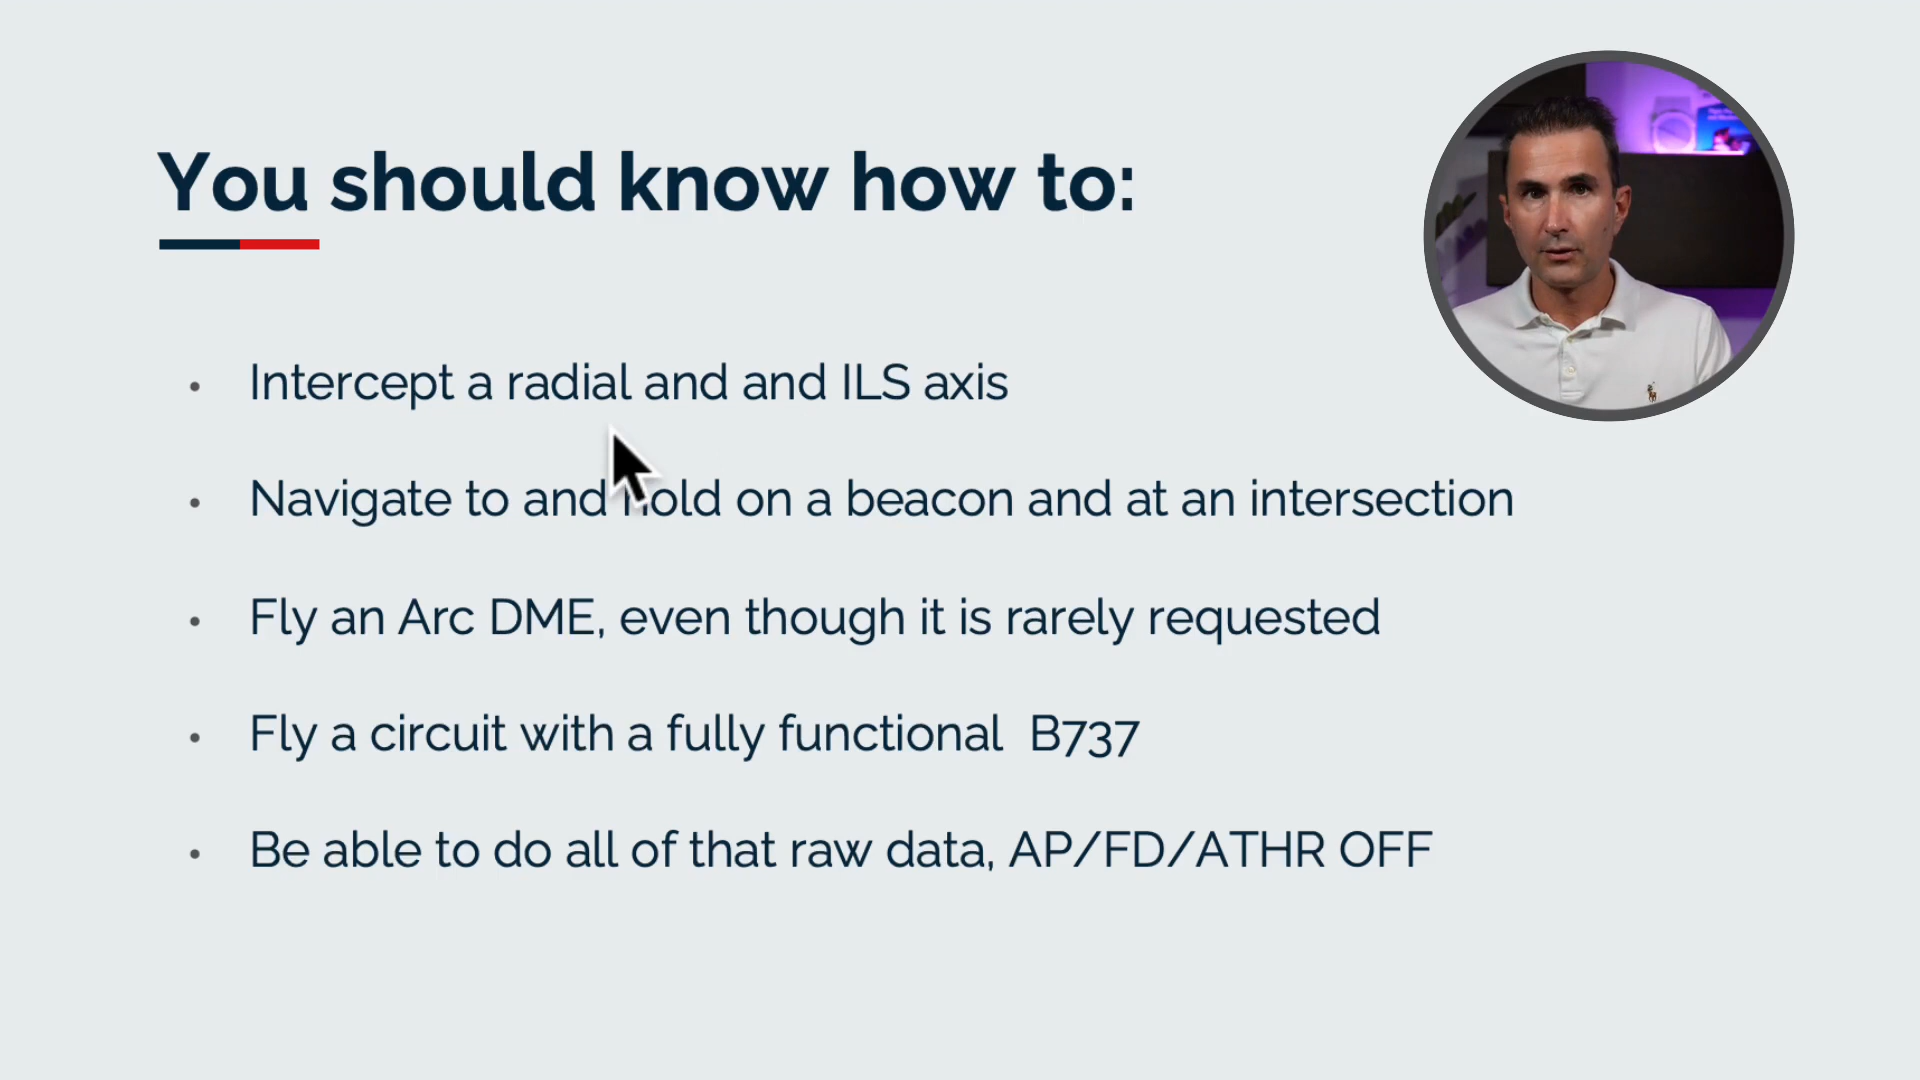 You should know how to:
• Intercept a radial and and ILS axis
• Navigate to and hold on a beacon and at an intersection
• Fly an Arc DME, even though it is rarely requested
• Fly a circuit with a fully functional  B737
• Be able to do all of that raw data, AP/FD/ATHR OFF